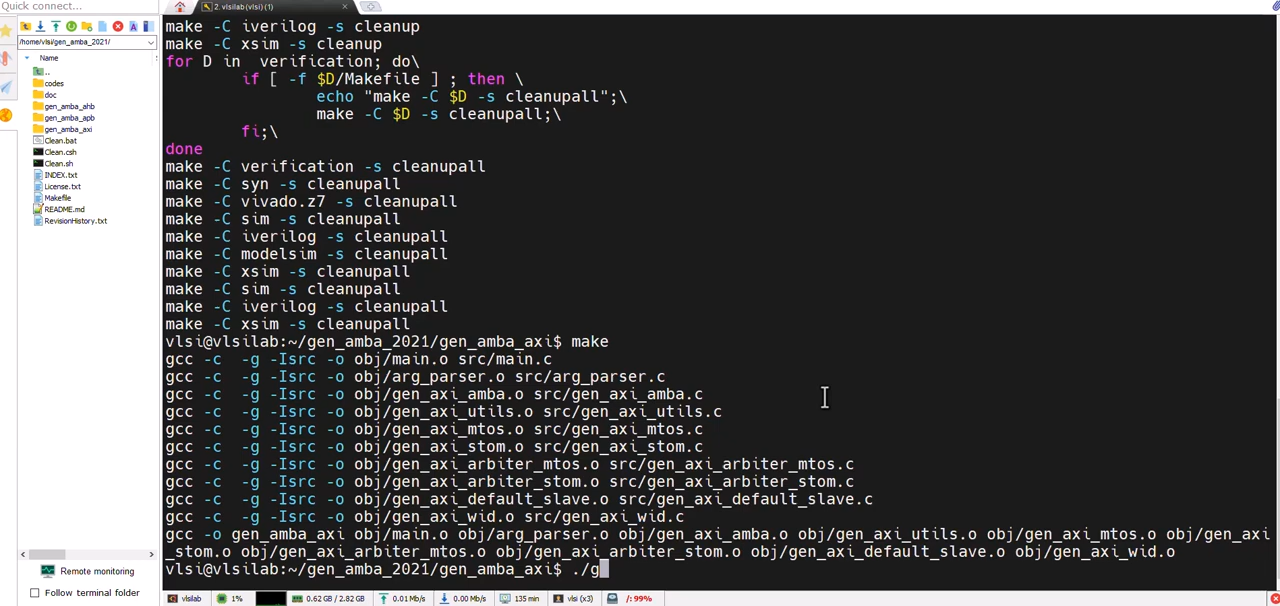 Quick connect...
2. vlsilab (vlsi) (1)
/home/vlsi/gen_amba_2021/
Name
..
codes
doc
gen_amba_ahb
gen_amba_apb
gen_amba_axi
Clean.bat
Clean.csh
Clean.sh
INDEX.txt
License.txt
Makefile
README.md
RevisionHistory.txt
Remote monitoring
Follow terminal folder
make -C iverilog -s cleanup
make -C xsim -s cleanup
for D in  verification; do\
if [ -f $D/Makefile ] ; then \
echo "make -C $D -s cleanupall";\
make -C $D -s cleanupall;\
fi;\
done
make -C verification -s cleanupall
make -C syn -s cleanupall
make -C vivado.z7 -s cleanupall
make -C sim -s cleanupall
make -C iverilog -s cleanupall
make -C modelsim -s cleanupall
make -C xsim -s cleanupall
make -C sim -s cleanupall
make -C iverilog -s cleanupall
make -C xsim -s cleanupall
vlsi@vlsilab:~/gen_amba_2021/gen_amba_axi$ make
gcc -c  -g -Isrc -o obj/main.o src/main.c
gcc -c  -g -Isrc -o obj/arg_parser.o src/arg_parser.c
gcc -c  -g -Isrc -o obj/gen_axi_amba.o src/gen_axi_amba.c
gcc -c  -g -Isrc -o obj/gen_axi_utils.o src/gen_axi_utils.c
gcc -c  -g -Isrc -o obj/gen_axi_mtos.o src/gen_axi_mtos.c
gcc -c  -g -Isrc -o obj/gen_axi_stom.o src/gen_axi_stom.c
gcc -c  -g -Isrc -o obj/gen_axi_arbiter_mtos.o src/gen_axi_arbiter_mtos.c
gcc -c  -g -Isrc -o obj/gen_axi_arbiter_stom.o src/gen_axi_arbiter_stom.c
gcc -c  -g -Isrc -o obj/gen_axi_default_slave.o src/gen_axi_default_slave.c
gcc -c  -g -Isrc -o obj/gen_axi_wid.o src/gen_axi_wid.c
gcc -o gen_amba_axi obj/main.o obj/arg_parser.o obj/gen_axi_amba.o obj/gen_axi_utils.o obj/gen_axi_mtos.o obj/gen_axi
_stom.o obj/gen_axi_arbiter_mtos.o obj/gen_axi_arbiter_stom.o obj/gen_axi_default_slave.o obj/gen_axi_wid.o
vlsi@vlsilab:~/gen_amba_2021/gen_amba_axi$ ./g
vlsilab 1% 0.62 GB / 2.82 GB 0.01 Mb/s 0.00 Mb/s 135 min vlsi (x3) /: 99%